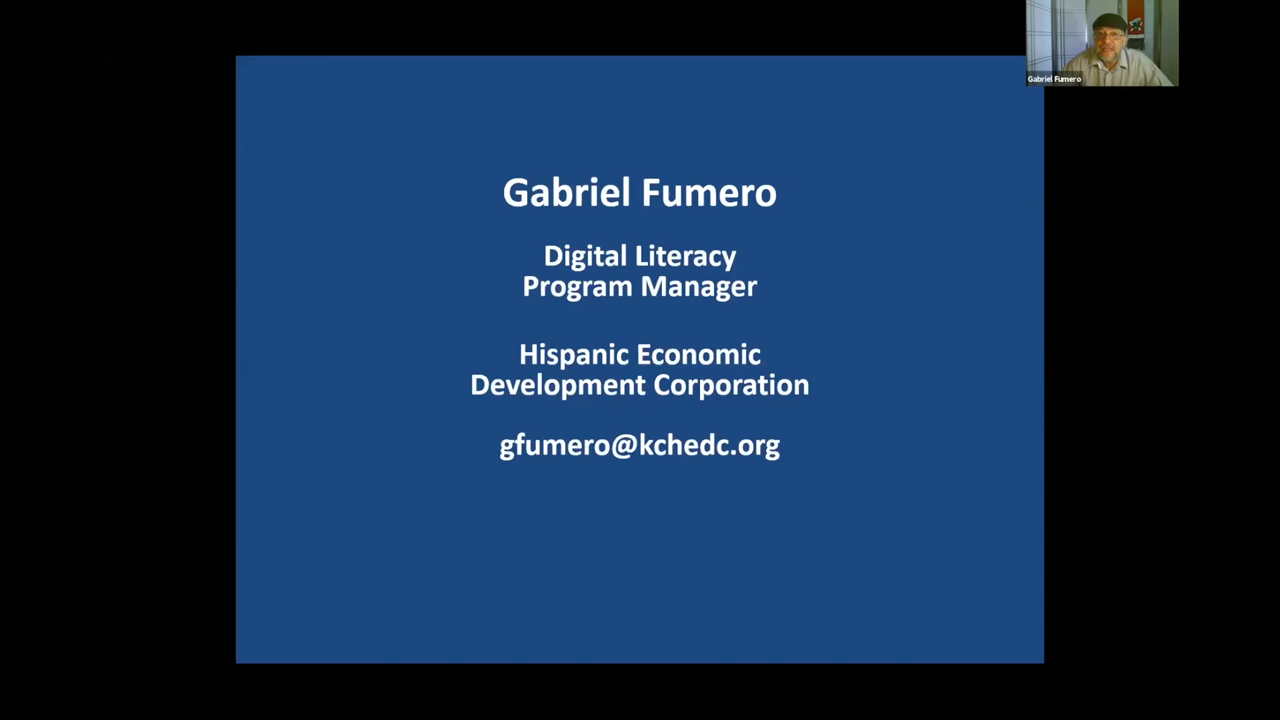 Gabriel Fumero
Gabriel Fumero
Digital Literacy
Program Manager
Hispanic Economic
Development Corporation
gfumero@kchedc.org